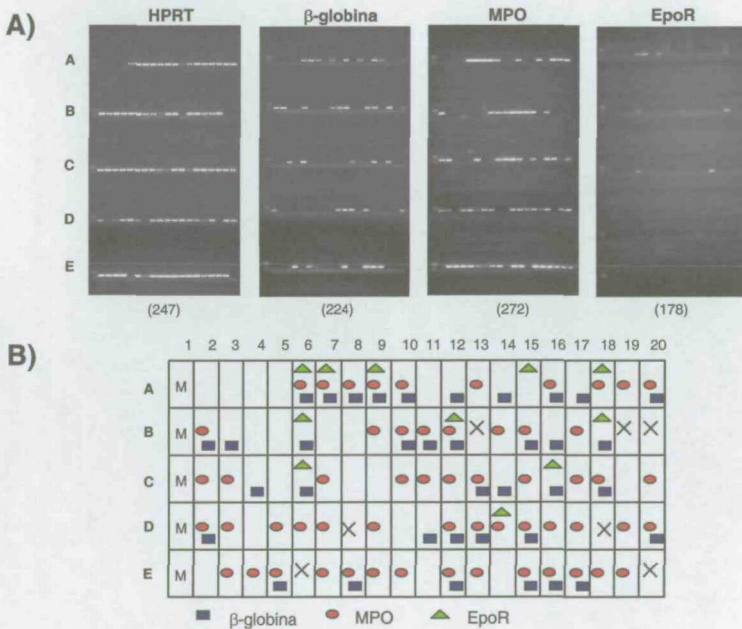 A)
HPRT β-globina MPO EpoR
A
B
C
D
E
(247) (224) (272) (178)
B)
1 2 3 4 5 6 7 8 9 10 11 12 13 14 15 16 17 18 19 20
A M
B M
C M
D M
E M
β-globina MPO EpoR